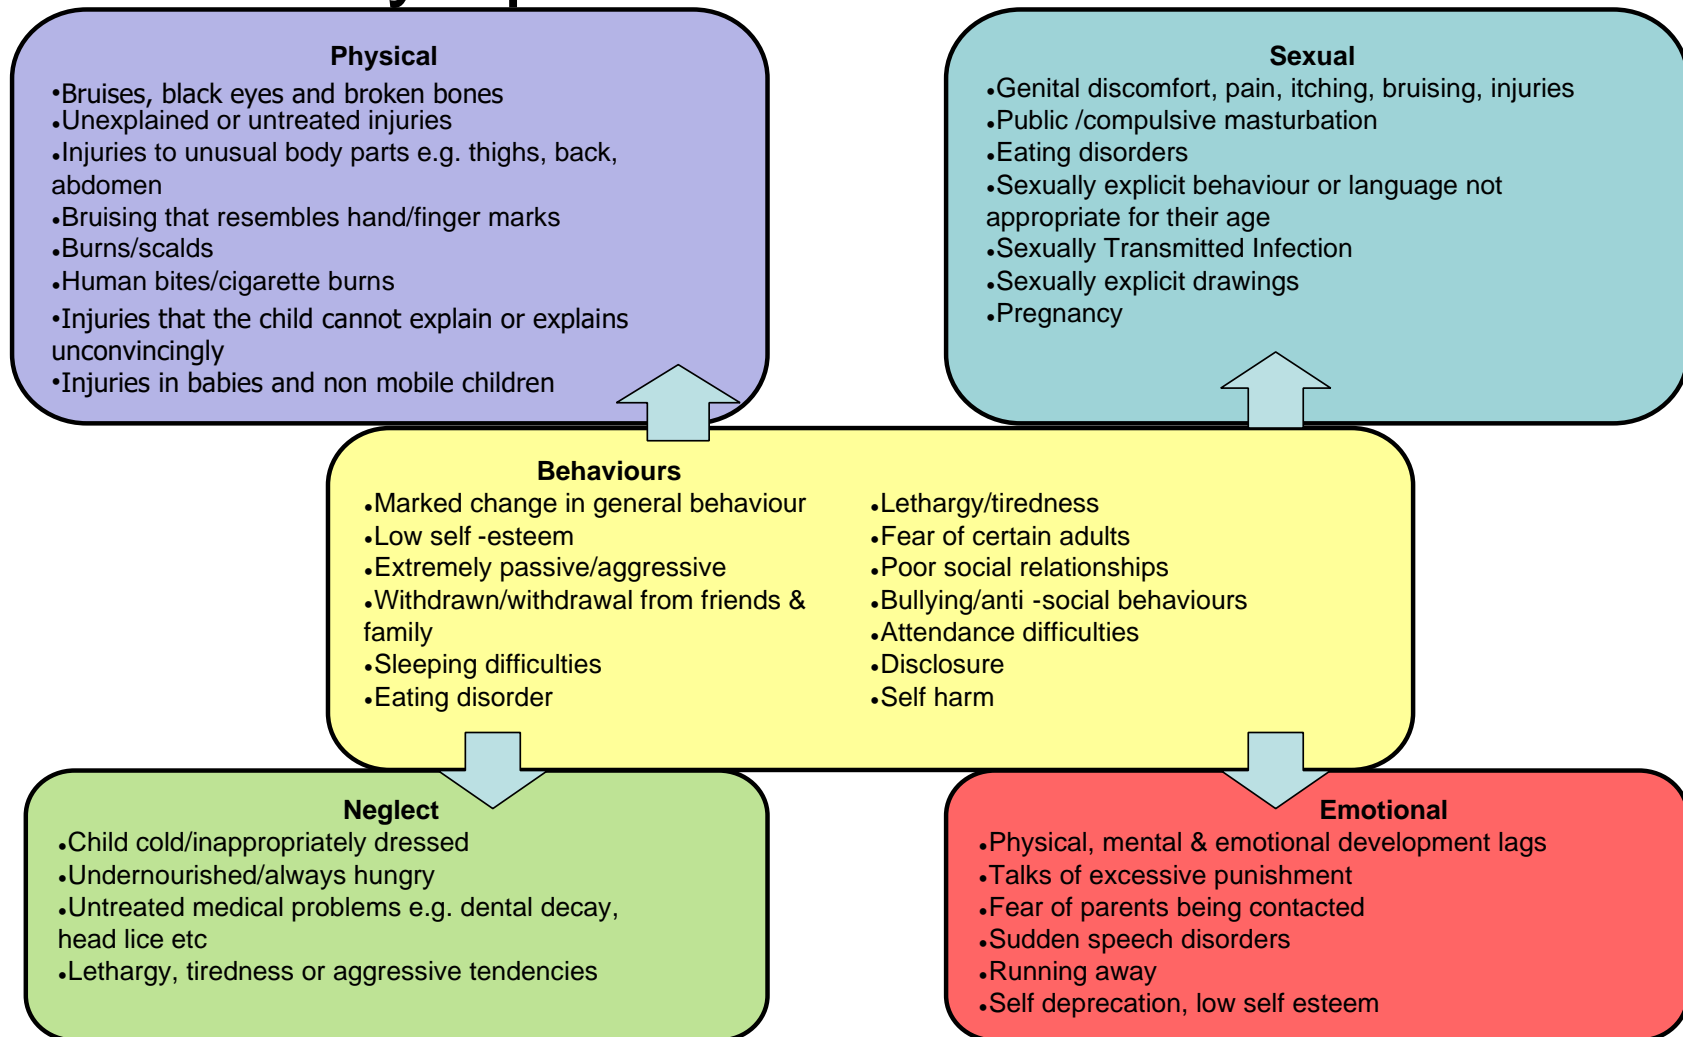 Physical
•Bruises, black eyes and broken bones
•Unexplained or untreated injuries
•Injuries to unusual body parts e.g. thighs, back,
abdomen
•Bruising that resembles hand/finger marks
•Burns/scalds
•Human bites/cigarette burns
•Injuries that the child cannot explain or explains
unconvincingly
•Injuries in babies and non mobile children
Sexual
•Genital discomfort, pain, itching, bruising, injuries
•Public /compulsive masturbation
•Eating disorders
•Sexually explicit behaviour or language not
appropriate for their age
•Sexually Transmitted Infection
•Sexually explicit drawings
•Pregnancy
Behaviours
•Marked change in general behaviour
•Low self -esteem
•Extremely passive/aggressive
•Withdrawn/withdrawal from friends &
family
•Sleeping difficulties
•Eating disorder
•Lethargy/tiredness
•Fear of certain adults
•Poor social relationships
•Bullying/anti -social behaviours
•Attendance difficulties
•Disclosure
•Self harm
Neglect
•Child cold/inappropriately dressed
•Undernourished/always hungry
•Untreated medical problems e.g. dental decay,
head lice etc
•Lethargy, tiredness or aggressive tendencies
Emotional
•Physical, mental & emotional development lags
•Talks of excessive punishment
•Fear of parents being contacted
•Sudden speech disorders
•Running away
•Self deprecation, low self esteem